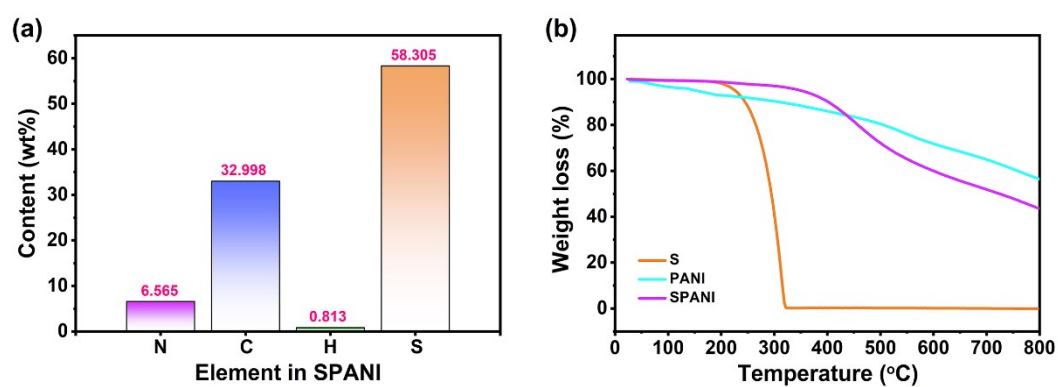 (a)
Content (wt%)
60
50
40
30
20
10
0
6.565
32.998
0.813
58.305
N C H S
Element in SPANI
(b)
Weight loss (%)
100
80
60
40
20
0
S
PANI
SPANI
0 100 200 300 400 500 600 700 800
Temperature (°C)